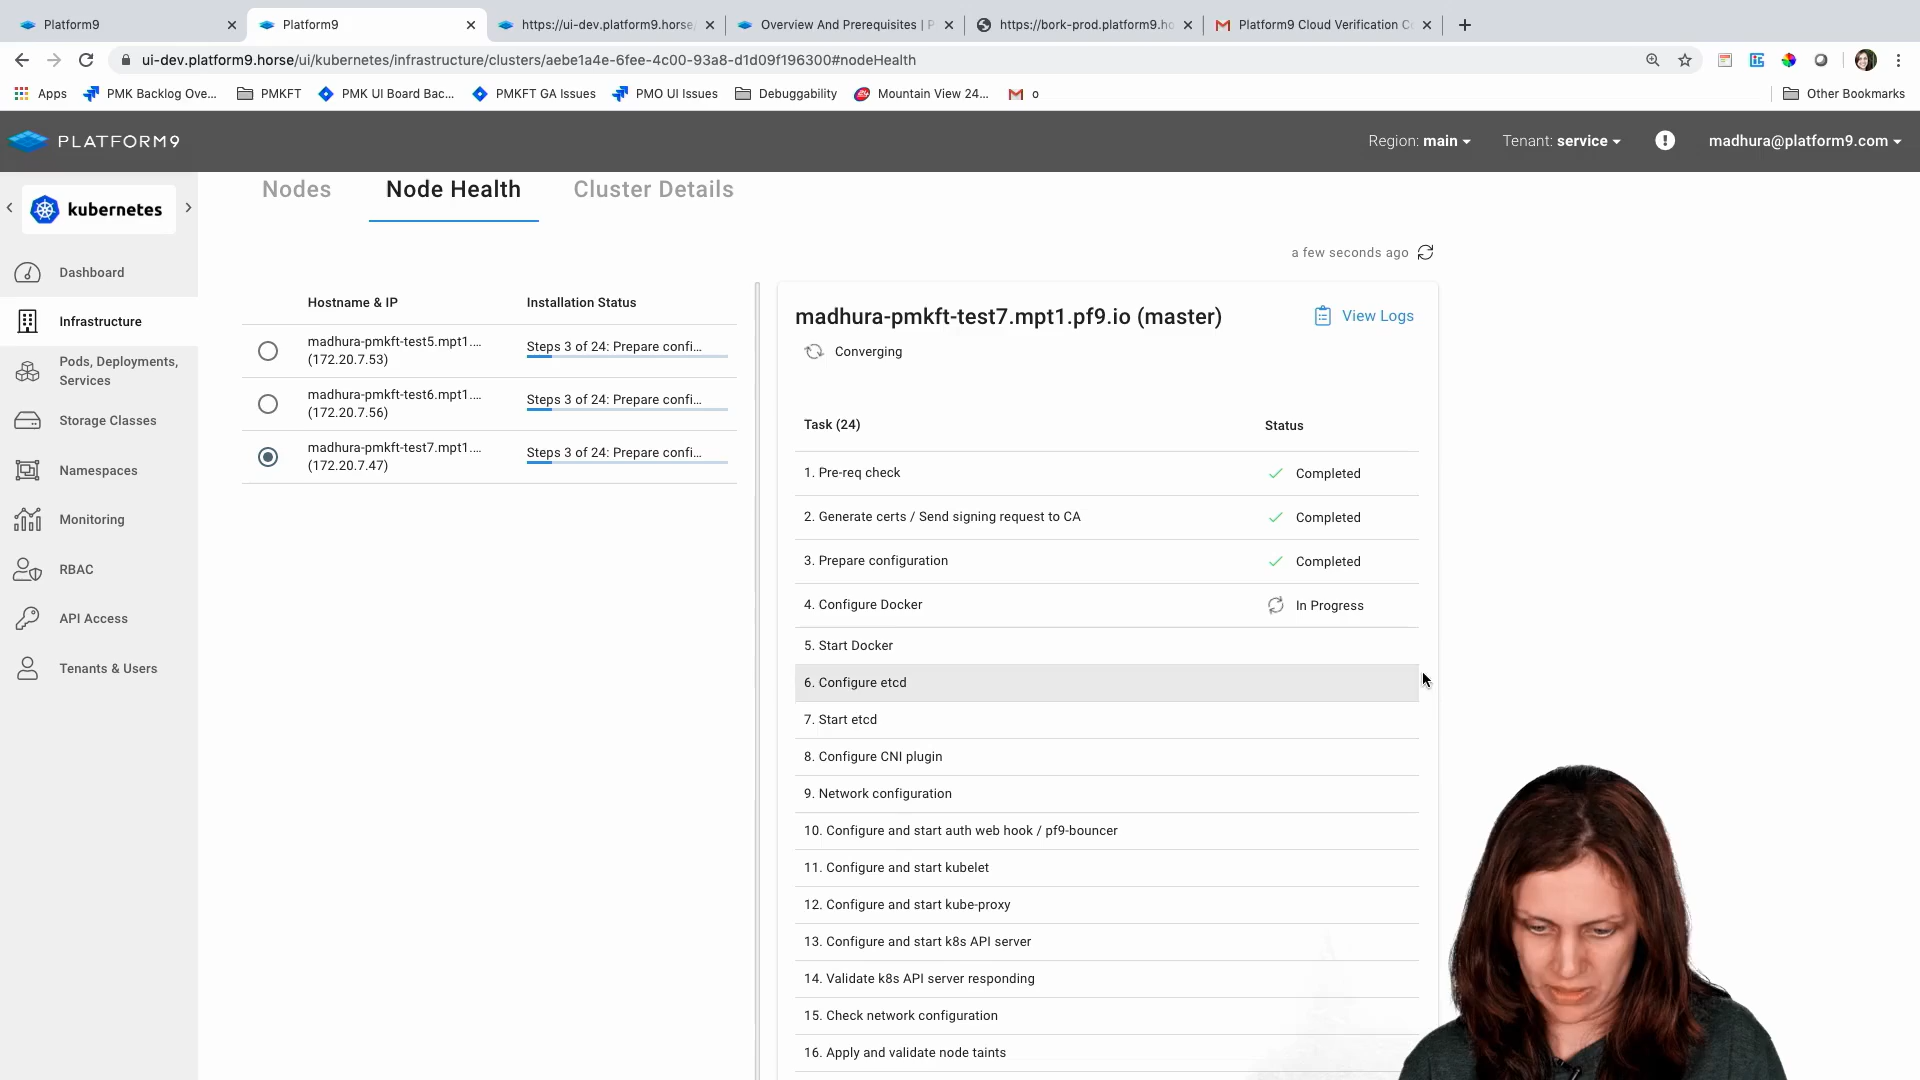 Platform9
Platform9
https://ui-dev.platform9.horse/
Overview And Prerequisites | P
https://bork-prod.platform9.ho
Platform9 Cloud Verification Co
ui-dev.platform9.horse/ui/kubernetes/infrastructure/clusters/aebe1a4e-6fee-4c00-93a8-d1d09f196300#nodeHealth
Apps
PMK Backlog Ove...
PMKFT
PMK UI Board Bac...
PMKFT GA Issues
PMO UI Issues
Debuggability
Mountain View 24...
o
Other Bookmarks
PLATFORM9
Region: main
Tenant: service
madhura@platform9.com
kubernetes
Dashboard
Infrastructure
Pods, Deployments,
Services
Storage Classes
Namespaces
Monitoring
RBAC
API Access
Tenants & Users
Nodes
Node Health
Cluster Details
a few seconds ago
Hostname & IP
Installation Status
madhura-pmkft-test5.mpt1....
(172.20.7.53)
Steps 3 of 24: Prepare confi...
madhura-pmkft-test6.mpt1....
(172.20.7.56)
Steps 3 of 24: Prepare confi...
madhura-pmkft-test7.mpt1....
(172.20.7.47)
Steps 3 of 24: Prepare confi...
madhura-pmkft-test7.mpt1.pf9.io (master)
View Logs
Converging
Task (24)
Status
1. Pre-req check
Completed
2. Generate certs / Send signing request to CA
Completed
3. Prepare configuration
Completed
4. Configure Docker
In Progress
5. Start Docker
6. Configure etcd
7. Start etcd
8. Configure CNI plugin
9. Network configuration
10. Configure and start auth web hook / pf9-bouncer
11. Configure and start kubelet
12. Configure and start kube-proxy
13. Configure and start k8s API server
14. Validate k8s API server responding
15. Check network configuration
16. Apply and validate node taints